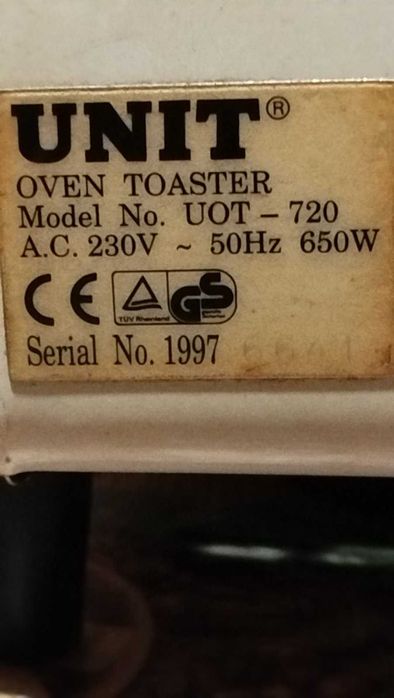 UNIT®
OVEN TOASTER
Model No. UOT – 720
A.C. 230V ~ 50Hz 650W
CE TÜV Rheinland GS
Serial No. 1997